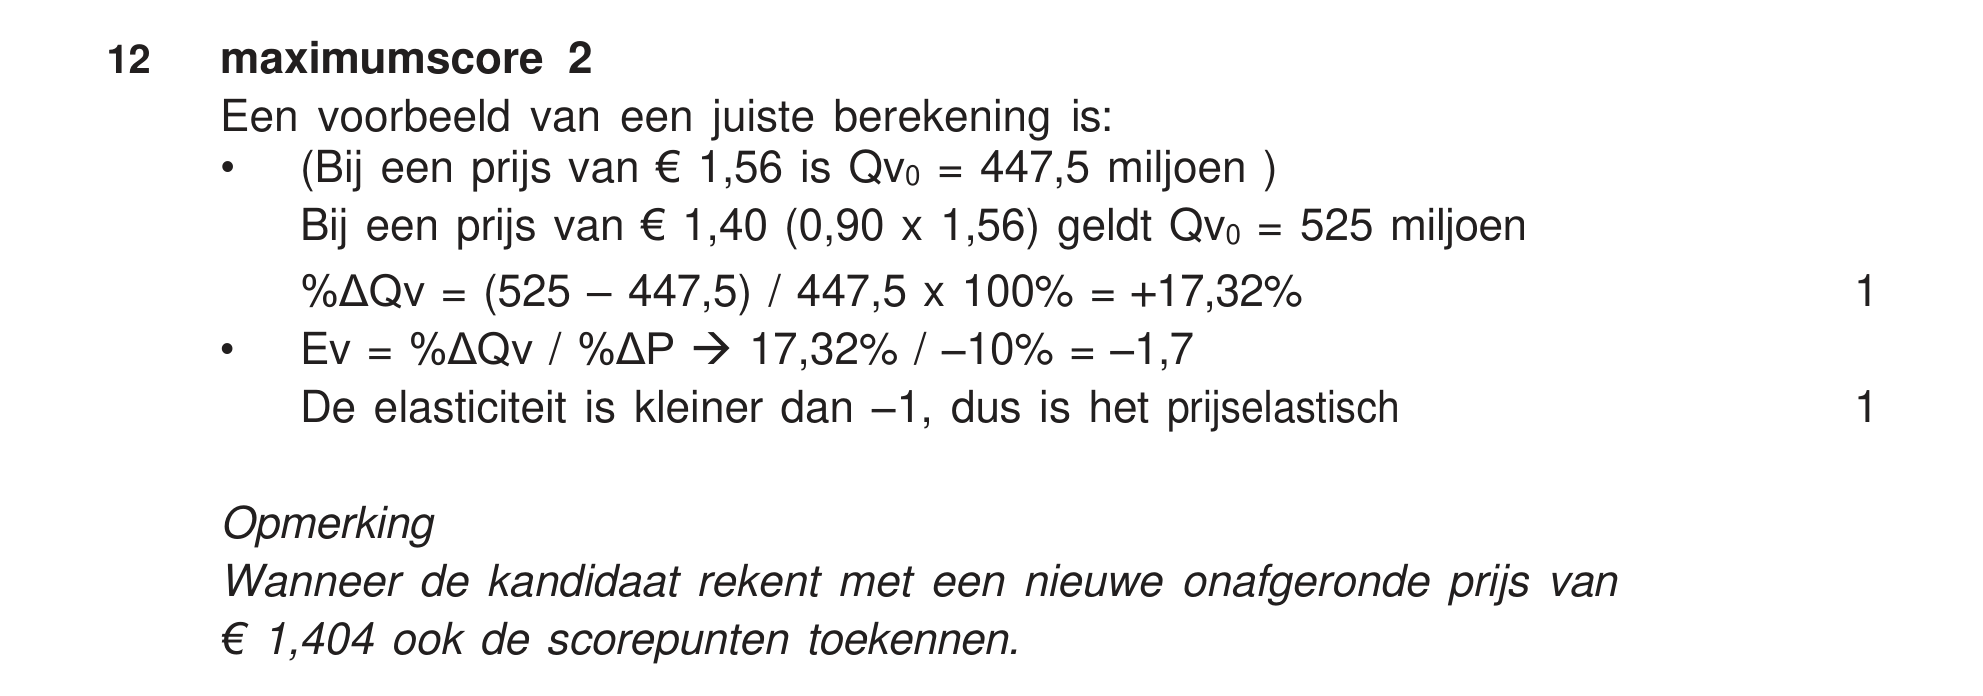 12 maximumscore 2
Een voorbeeld van een juiste berekening is:
• (Bij een prijs van € 1,56 is Qv₀ = 447,5 miljoen )
Bij een prijs van € 1,40 (0,90 x 1,56) geldt Qv₀ = 525 miljoen
%ΔQv = (525 – 447,5) / 447,5 x 100% = +17,32% 1
• Ev = %ΔQv / %ΔP → 17,32% / –10% = –1,7
De elasticiteit is kleiner dan –1, dus is het prijselastisch 1
Opmerking
Wanneer de kandidaat rekent met een nieuwe onafgeronde prijs van
€ 1,404 ook de scorepunten toekennen.